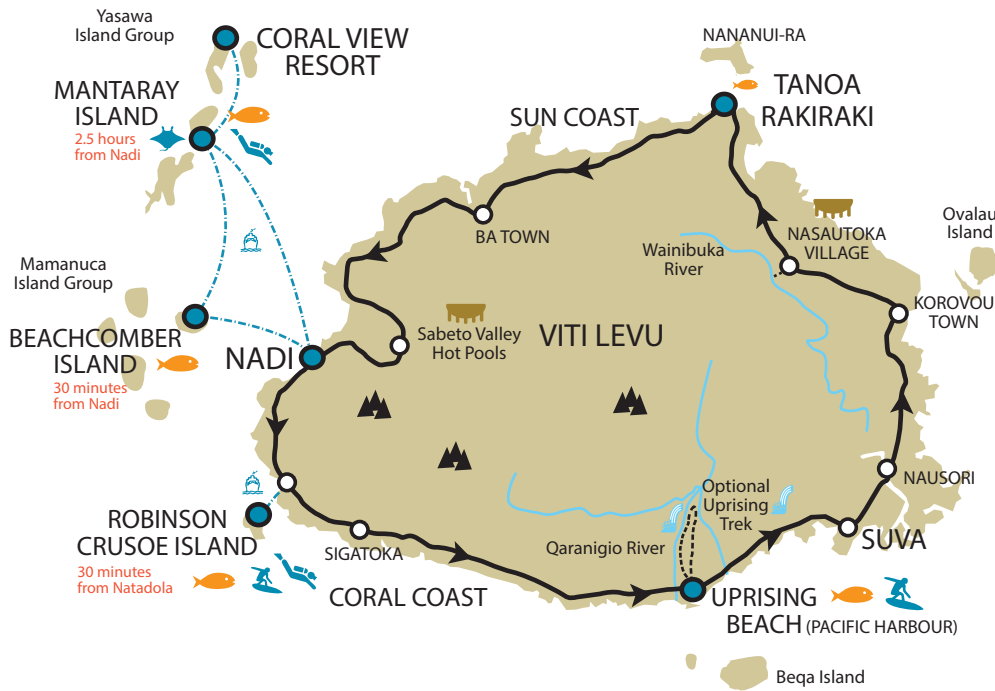 Yasawa
Island Group
CORAL VIEW
RESORT
MANTARAY
ISLAND
2.5 hours
from Nadi
NANANUI-RA
TANOA
RAKIRAKI
SUN COAST
BA TOWN
NASAUTOKA
VILLAGE
Wainibuka
River
Ovalau
Island
KOROVOU
TOWN
Mamanuca
Island Group
BEACHCOMBER
ISLAND
30 minutes
from Nadi
NADI
Sabeto Valley
Hot Pools
VITI LEVU
NAUSORI
Optional
Uprising
Trek
ROBINSON
CRUSOE ISLAND
30 minutes
from Natadola
SIGATOKA
Qaranigio River
SUVA
CORAL COAST
UPRISING
BEACH (PACIFIC HARBOUR)
Beqa Island